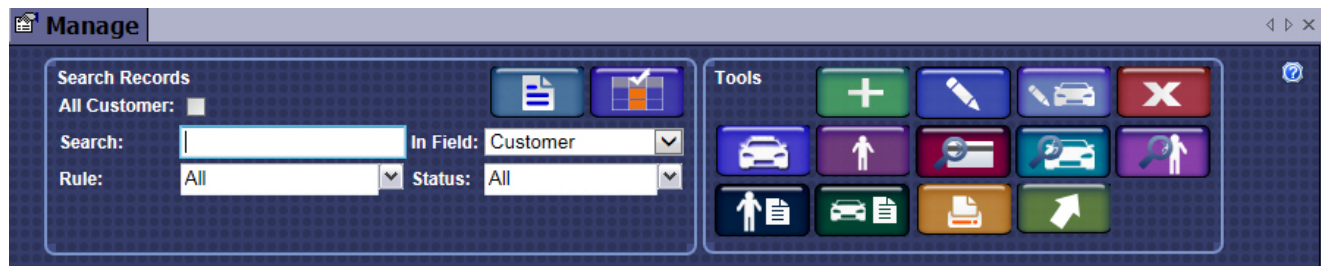 Manage
Search Records
All Customer:
Search: In Field: Customer
Rule: All Status: All
Tools